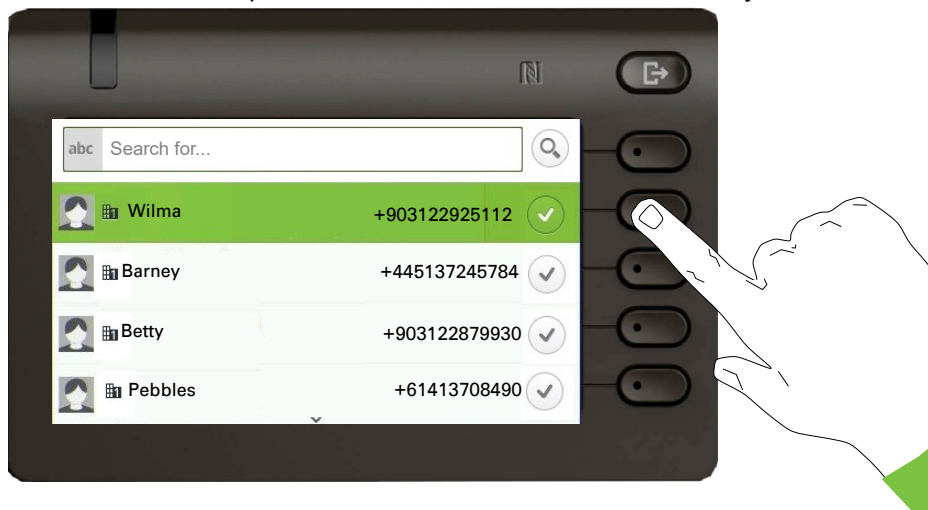 abc Search for...
Wilma +903122925112
Barney +445137245784
Betty +903122879930
Pebbles +61413708490